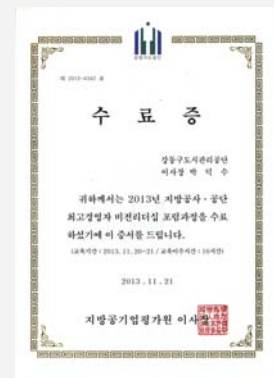 제 2013-4342 호
수 료 증
강동구도시관리공단
이사장 박 익 수
귀하께서는 2013년 지방공사·공단
최고경영자 비전리더십 포럼과정을 수료
하셨기에 이 증서를 드립니다.
(교육기간 : 2013. 11. 20~21 / 교육이수시간 : 16시간)
2013 . 11 . 21
지방공기업평가원 이사장